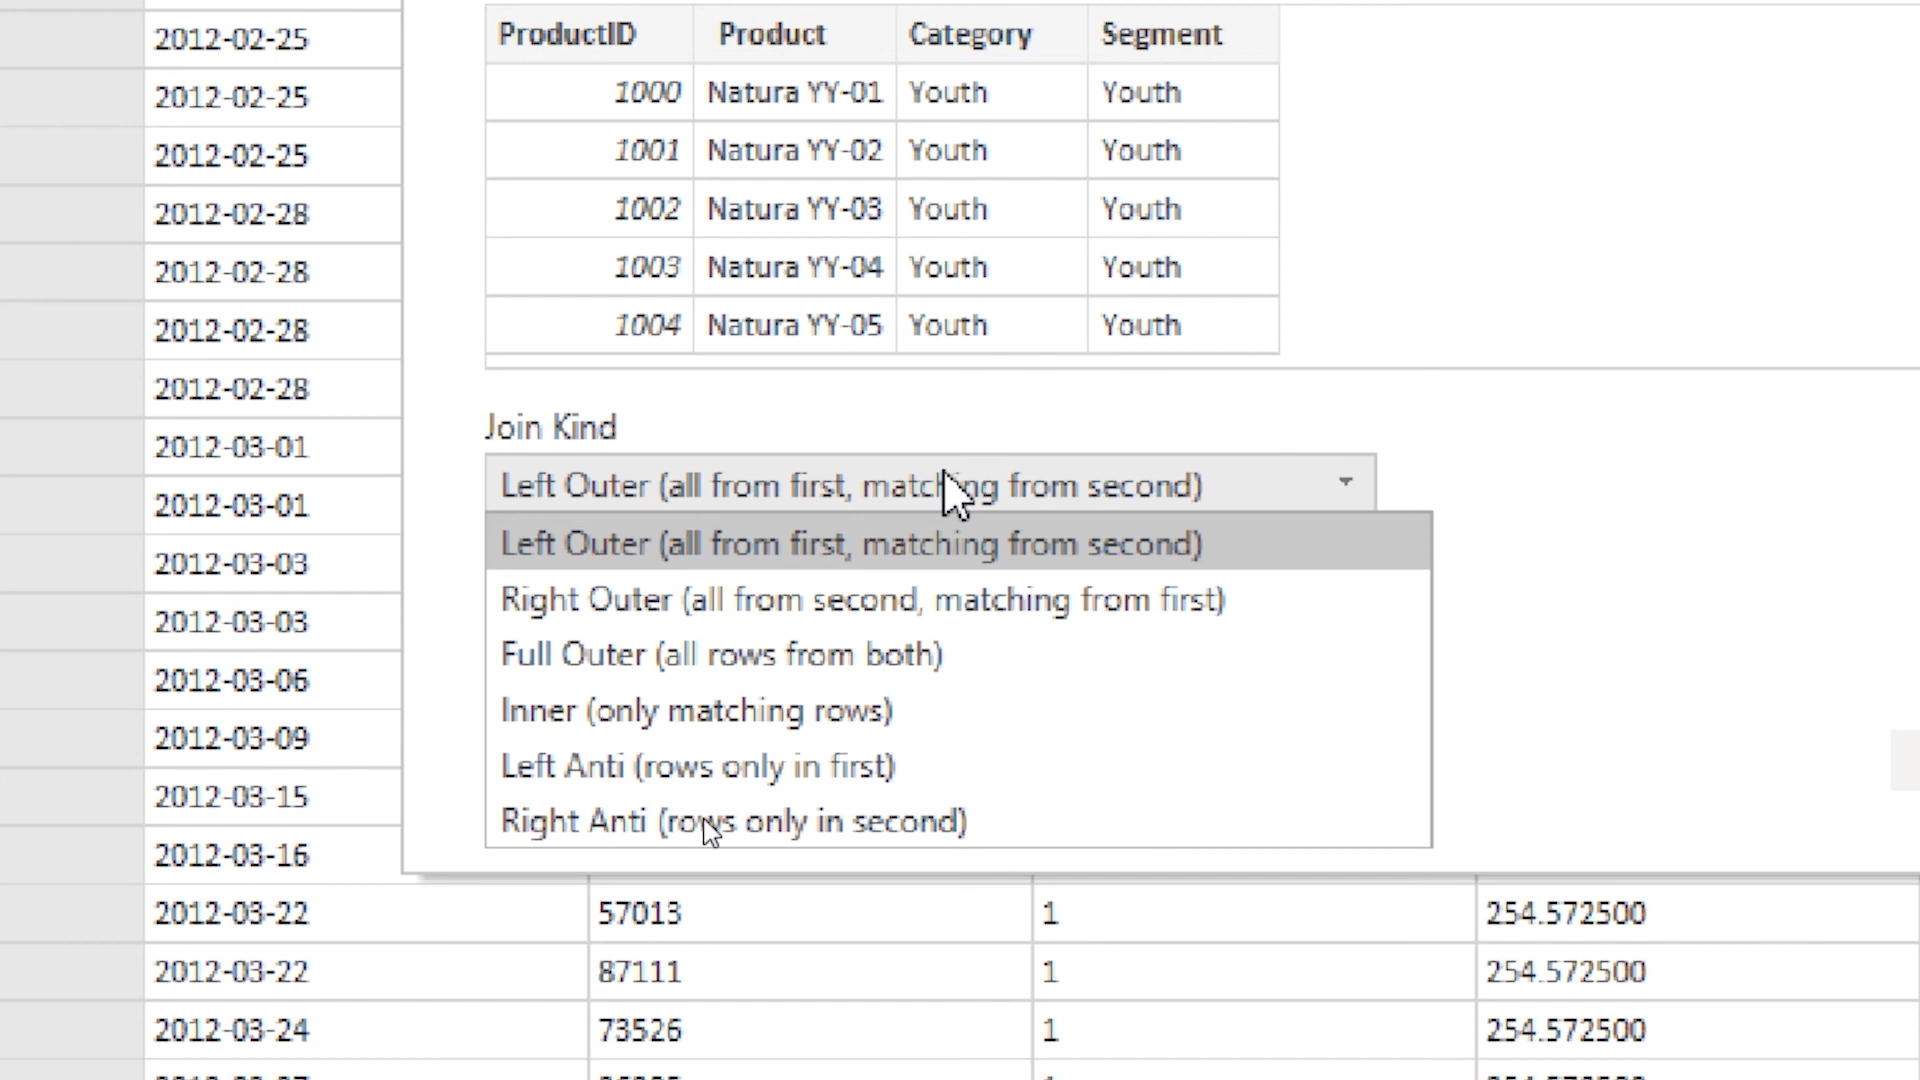 ProductID Product Category Segment
2012-02-25
1000 Natura YY-01 Youth Youth
2012-02-25
1001 Natura YY-02 Youth Youth
2012-02-25
1002 Natura YY-03 Youth Youth
2012-02-28
1003 Natura YY-04 Youth Youth
2012-02-28
1004 Natura YY-05 Youth Youth
2012-02-28
2012-02-28
Join Kind
2012-03-01
Left Outer (all from first, matching from second)
2012-03-01
Left Outer (all from first, matching from second)
2012-03-03
Right Outer (all from second, matching from first)
2012-03-03
Full Outer (all rows from both)
2012-03-06
Inner (only matching rows)
2012-03-09
Left Anti (rows only in first)
2012-03-15
Right Anti (rows only in second)
2012-03-16
2012-03-22 57013 1 254.572500
2012-03-22 87111 1 254.572500
2012-03-24 73526 1 254.572500